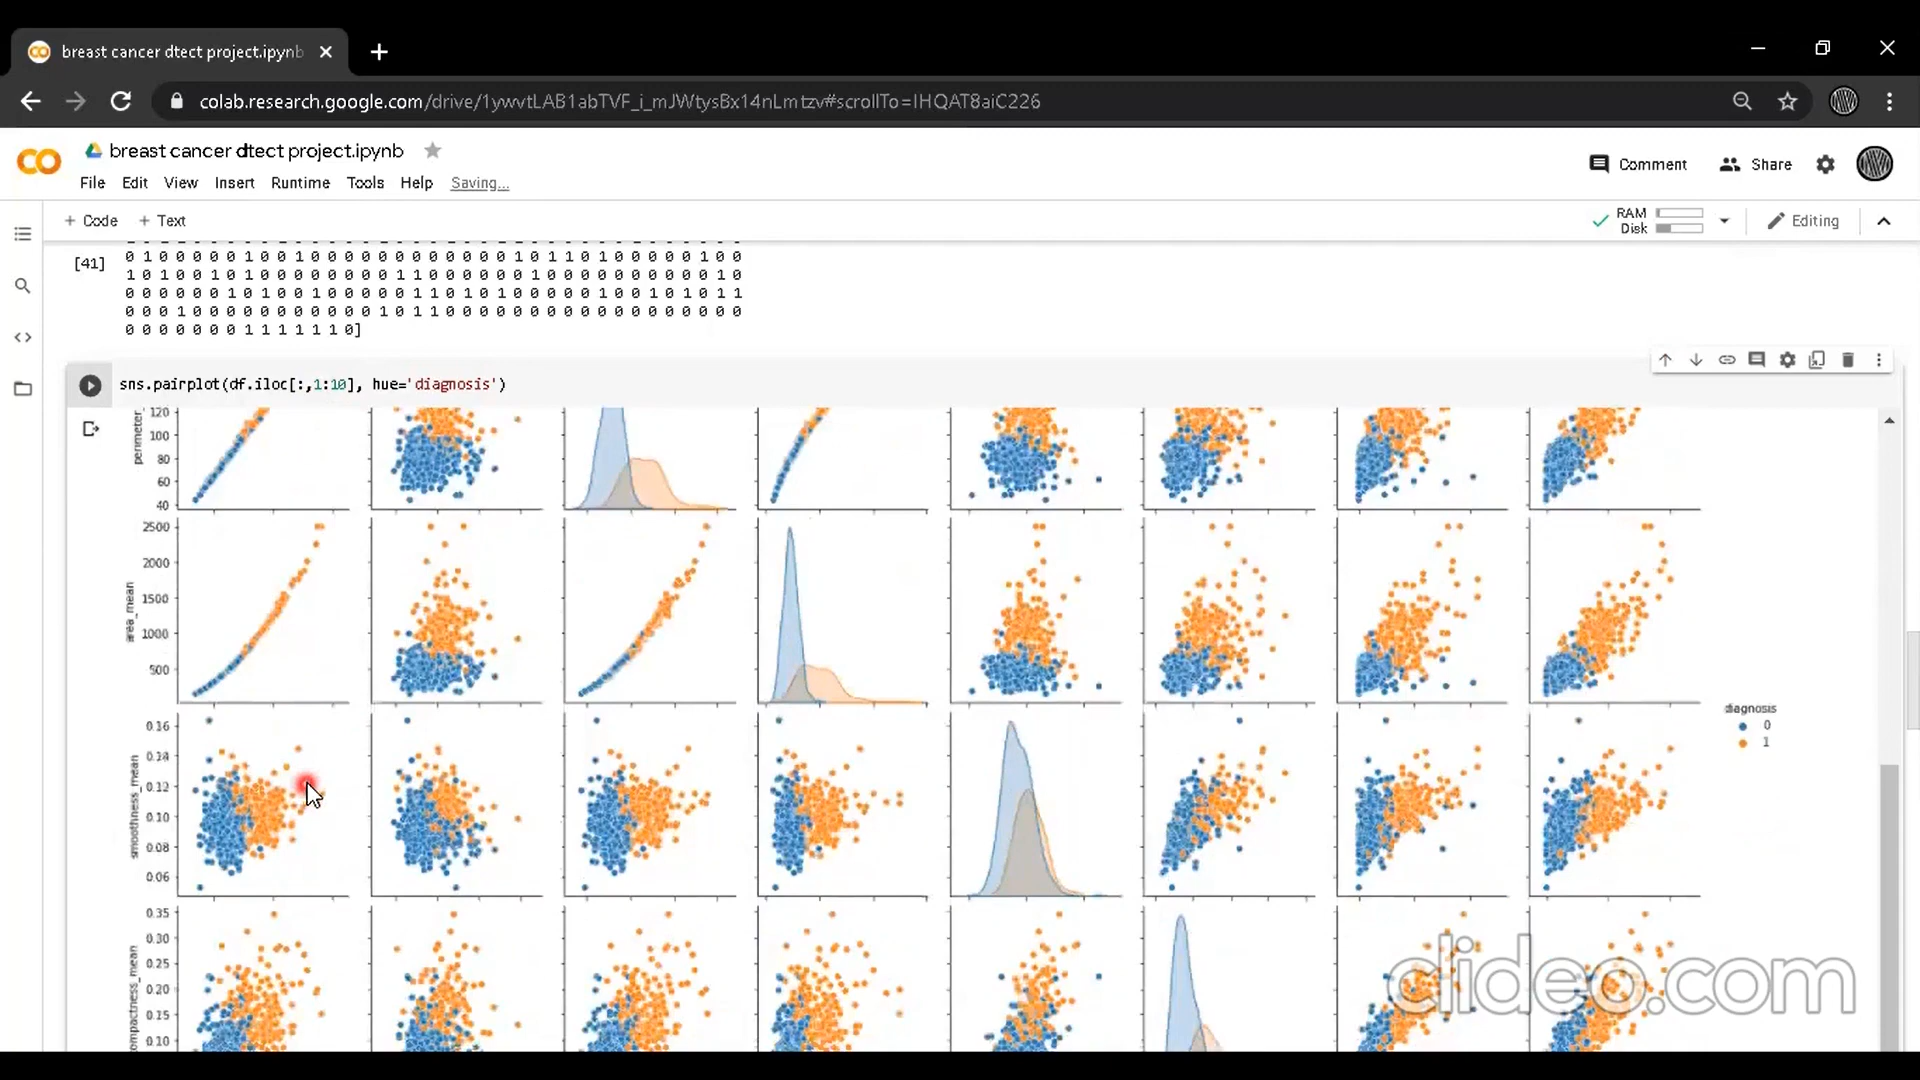 breast cancer dtect project.ipynb
colab.research.google.com/drive/1ywvtLAB1abTVF_i_mJWtysBx14nLmtzv#scrollTo=IHQAT8aiC226
breast cancer dtect project.ipynb
Comment Share
File Edit View Insert Runtime Tools Help Saving...
+ Code + Text
RAM
Disk
Editing
[41]
0 1 0 0 0 0 0 1 0 0 1 0 0 0 0 0 0 0 0 0 0 0 0 1 0 1 1 0 1 0 0 0 0 0 1 0 0
1 0 1 0 0 1 0 1 0 0 0 0 0 0 0 0 1 1 0 0 0 0 0 0 1 0 0 0 0 0 0 0 0 0 0 1 0
0 0 0 0 0 0 1 0 1 0 0 1 0 0 0 0 0 1 1 0 1 0 1 0 0 0 0 0 1 0 0 1 0 1 0 1 1
0 0 0 1 0 0 0 0 0 0 0 0 0 0 0 1 0 1 1 0 0 0 0 0 0 0 0 0 0 0 0 0 0 0 0 0 0
0 0 0 0 0 0 0 1 1 1 1 1 1 0]
sns.pairplot(df.iloc[:,1:10], hue='diagnosis')
perimeter_
120
100
80
60
40
area_mean
2500
2000
1500
1000
500
smoothness_mean
0.16
0.14
0.12
0.10
0.08
0.06
diagnosis
0
1
0.35
0.30
0.25
0.20
0.15
0.10
clideo.com